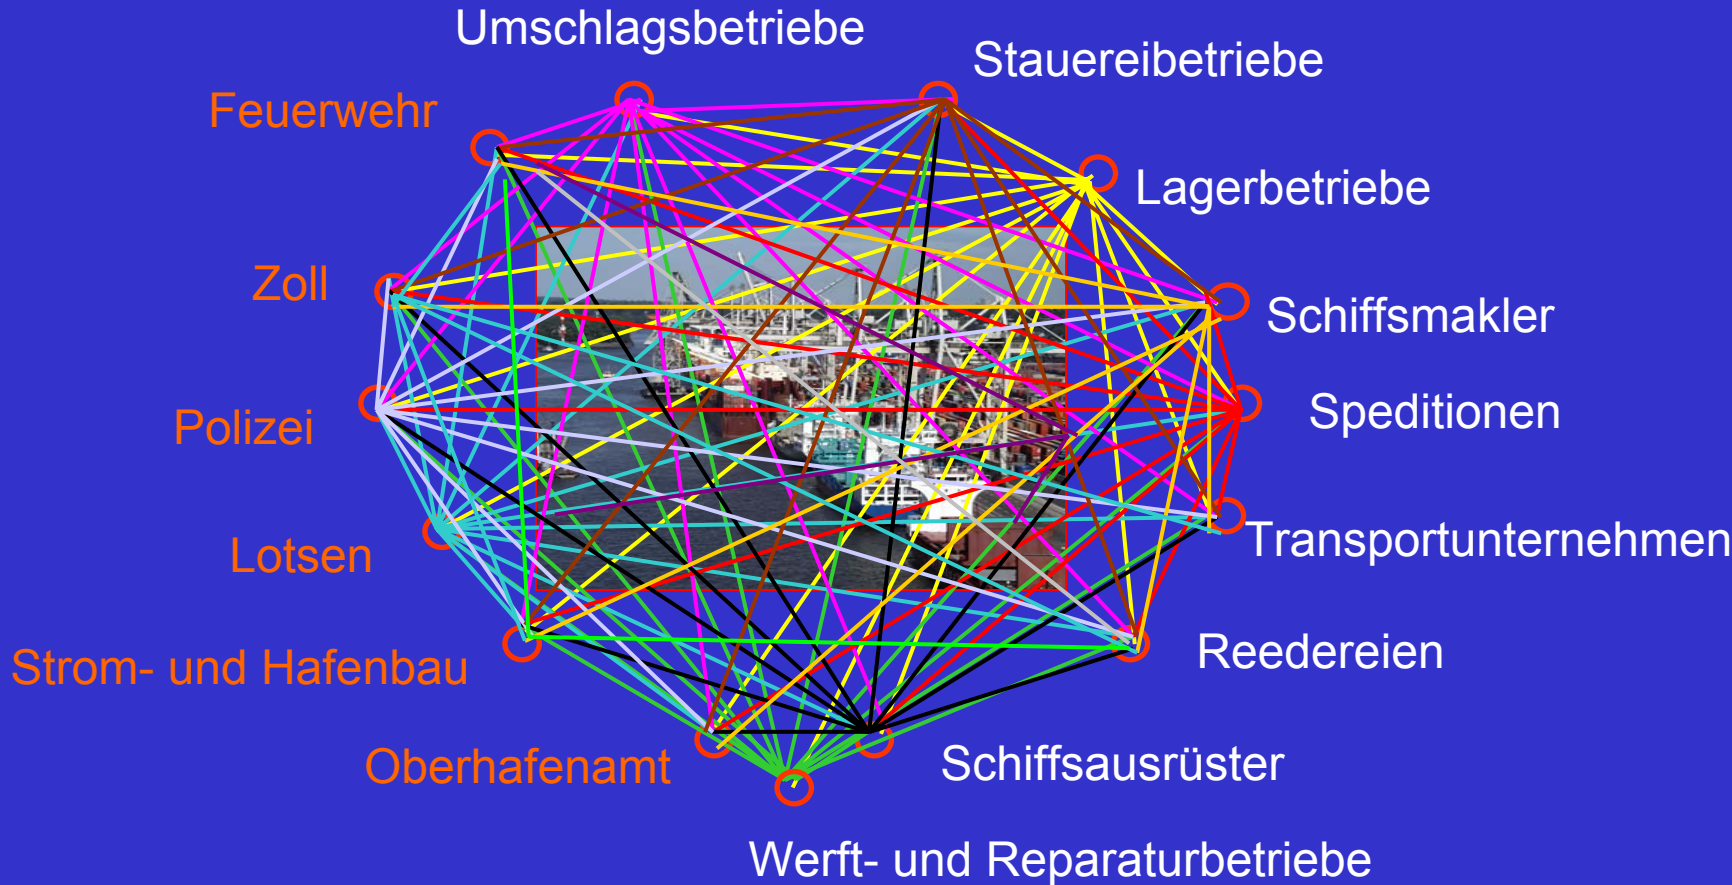 Umschlagsbetriebe
Stauereibetriebe
Feuerwehr
Lagerbetriebe
Zoll
Schiffsmakler
Speditionen
Polizei
Transportunternehmen
Lotsen
Reedereien
Strom- und Hafenbau
Schiffsausrüster
Oberhafenamt
Werft- und Reparaturbetriebe